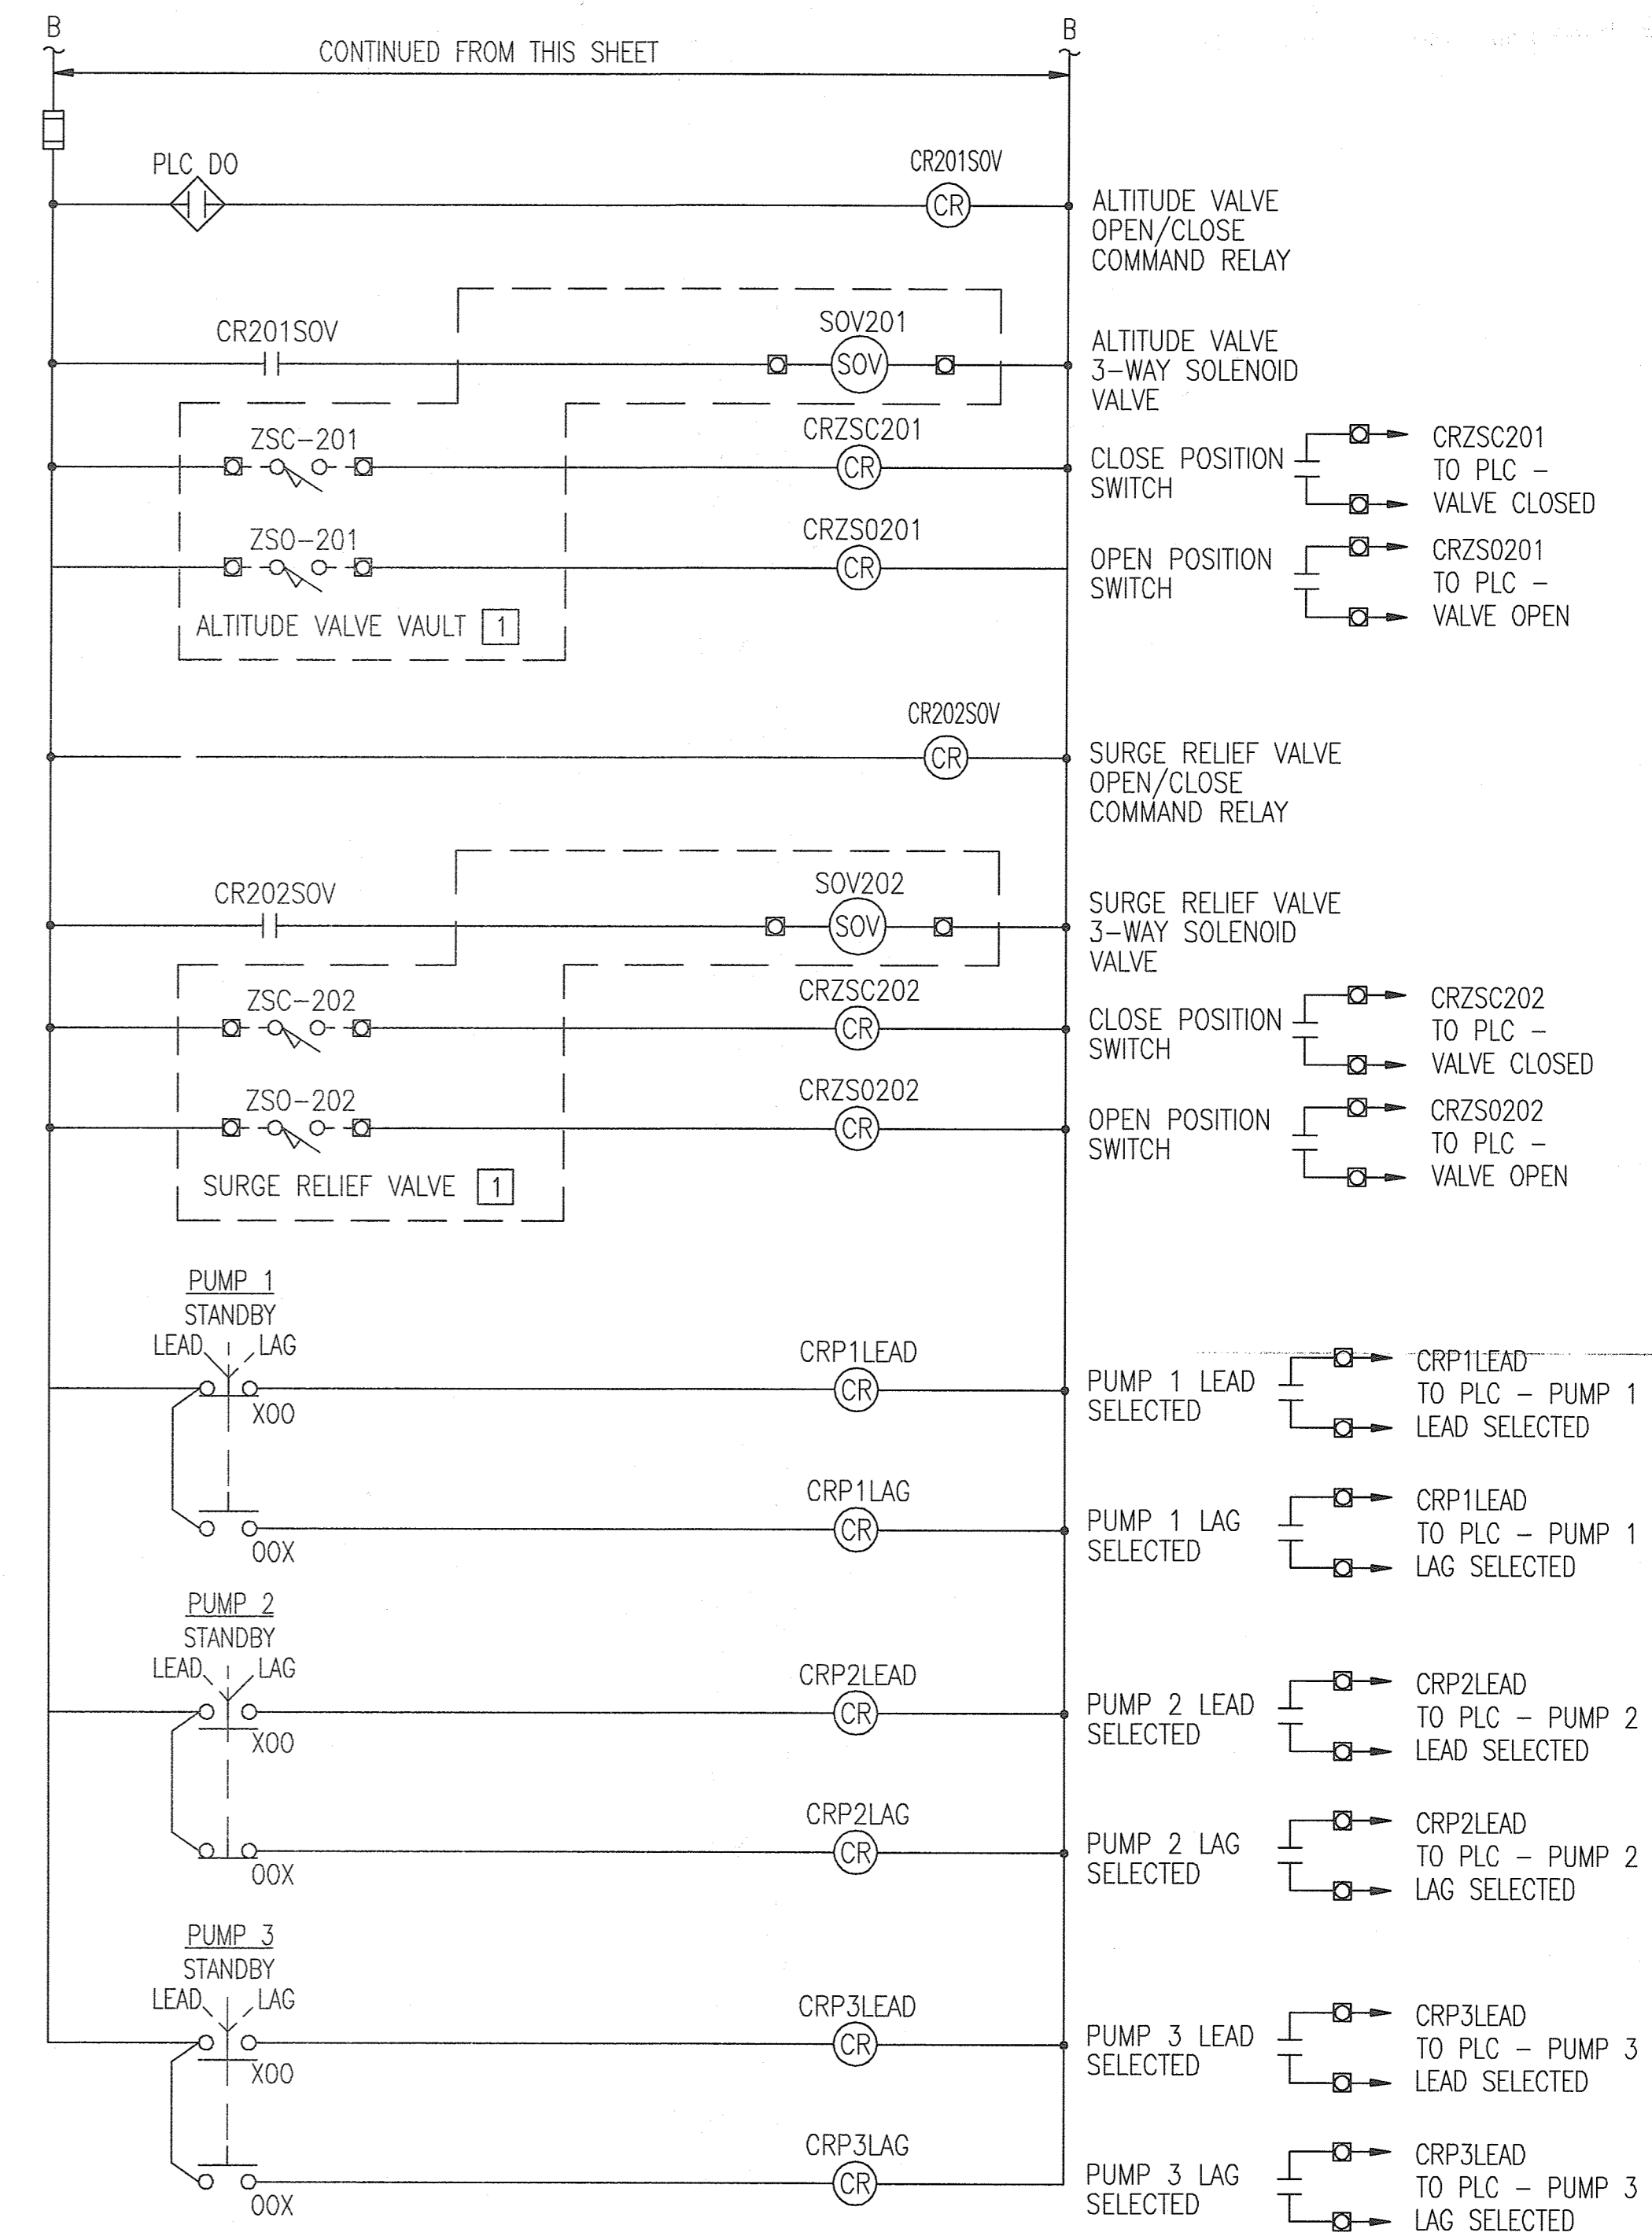 B
B
CONTINUED FROM THIS SHEET
PLC DO
CR201SOV
CR
ALTITUDE VALVE
OPEN/CLOSE
COMMAND RELAY
CR201SOV
SOV201
SOV
ALTITUDE VALVE
3-WAY SOLENOID
VALVE
ZSC-201
CRZSC201
CR
CLOSE POSITION
SWITCH
CRZSC201
TO PLC -
VALVE CLOSED
ZSO-201
CRZSO201
CR
OPEN POSITION
SWITCH
CRZSO201
TO PLC -
VALVE OPEN
ALTITUDE VALVE VAULT 1
CR202SOV
CR
SURGE RELIEF VALVE
OPEN/CLOSE
COMMAND RELAY
CR202SOV
SOV202
SOV
SURGE RELIEF VALVE
3-WAY SOLENOID
VALVE
ZSC-202
CRZSC202
CR
CLOSE POSITION
SWITCH
CRZSC202
TO PLC -
VALVE CLOSED
ZSO-202
CRZSO202
CR
OPEN POSITION
SWITCH
CRZSO202
TO PLC -
VALVE OPEN
SURGE RELIEF VALVE 1
PUMP 1
STANDBY
LEAD LAG
XOO
CRP1LEAD
CR
PUMP 1 LEAD
SELECTED
CRP1LEAD
TO PLC - PUMP 1
LEAD SELECTED
OOX
CRP1LAG
CR
PUMP 1 LAG
SELECTED
CRP1LEAD
TO PLC - PUMP 1
LAG SELECTED
PUMP 2
STANDBY
LEAD LAG
XOO
CRP2LEAD
CR
PUMP 2 LEAD
SELECTED
CRP2LEAD
TO PLC - PUMP 2
LEAD SELECTED
OOX
CRP2LAG
CR
PUMP 2 LAG
SELECTED
CRP2LEAD
TO PLC - PUMP 2
LAG SELECTED
PUMP 3
STANDBY
LEAD LAG
XOO
CRP3LEAD
CR
PUMP 3 LEAD
SELECTED
CRP3LEAD
TO PLC - PUMP 3
LEAD SELECTED
OOX
CRP3LAG
CR
PUMP 3 LAG
SELECTED
CRP3LEAD
TO PLC - PUMP 3
LAG SELECTED